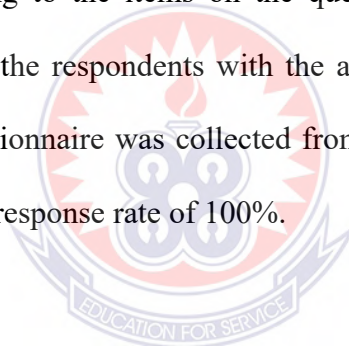 g to the items on the que
the respondents with the a
ionnaire was collected fron
response rate of 100%.
EDUCATION FOR SERVICE